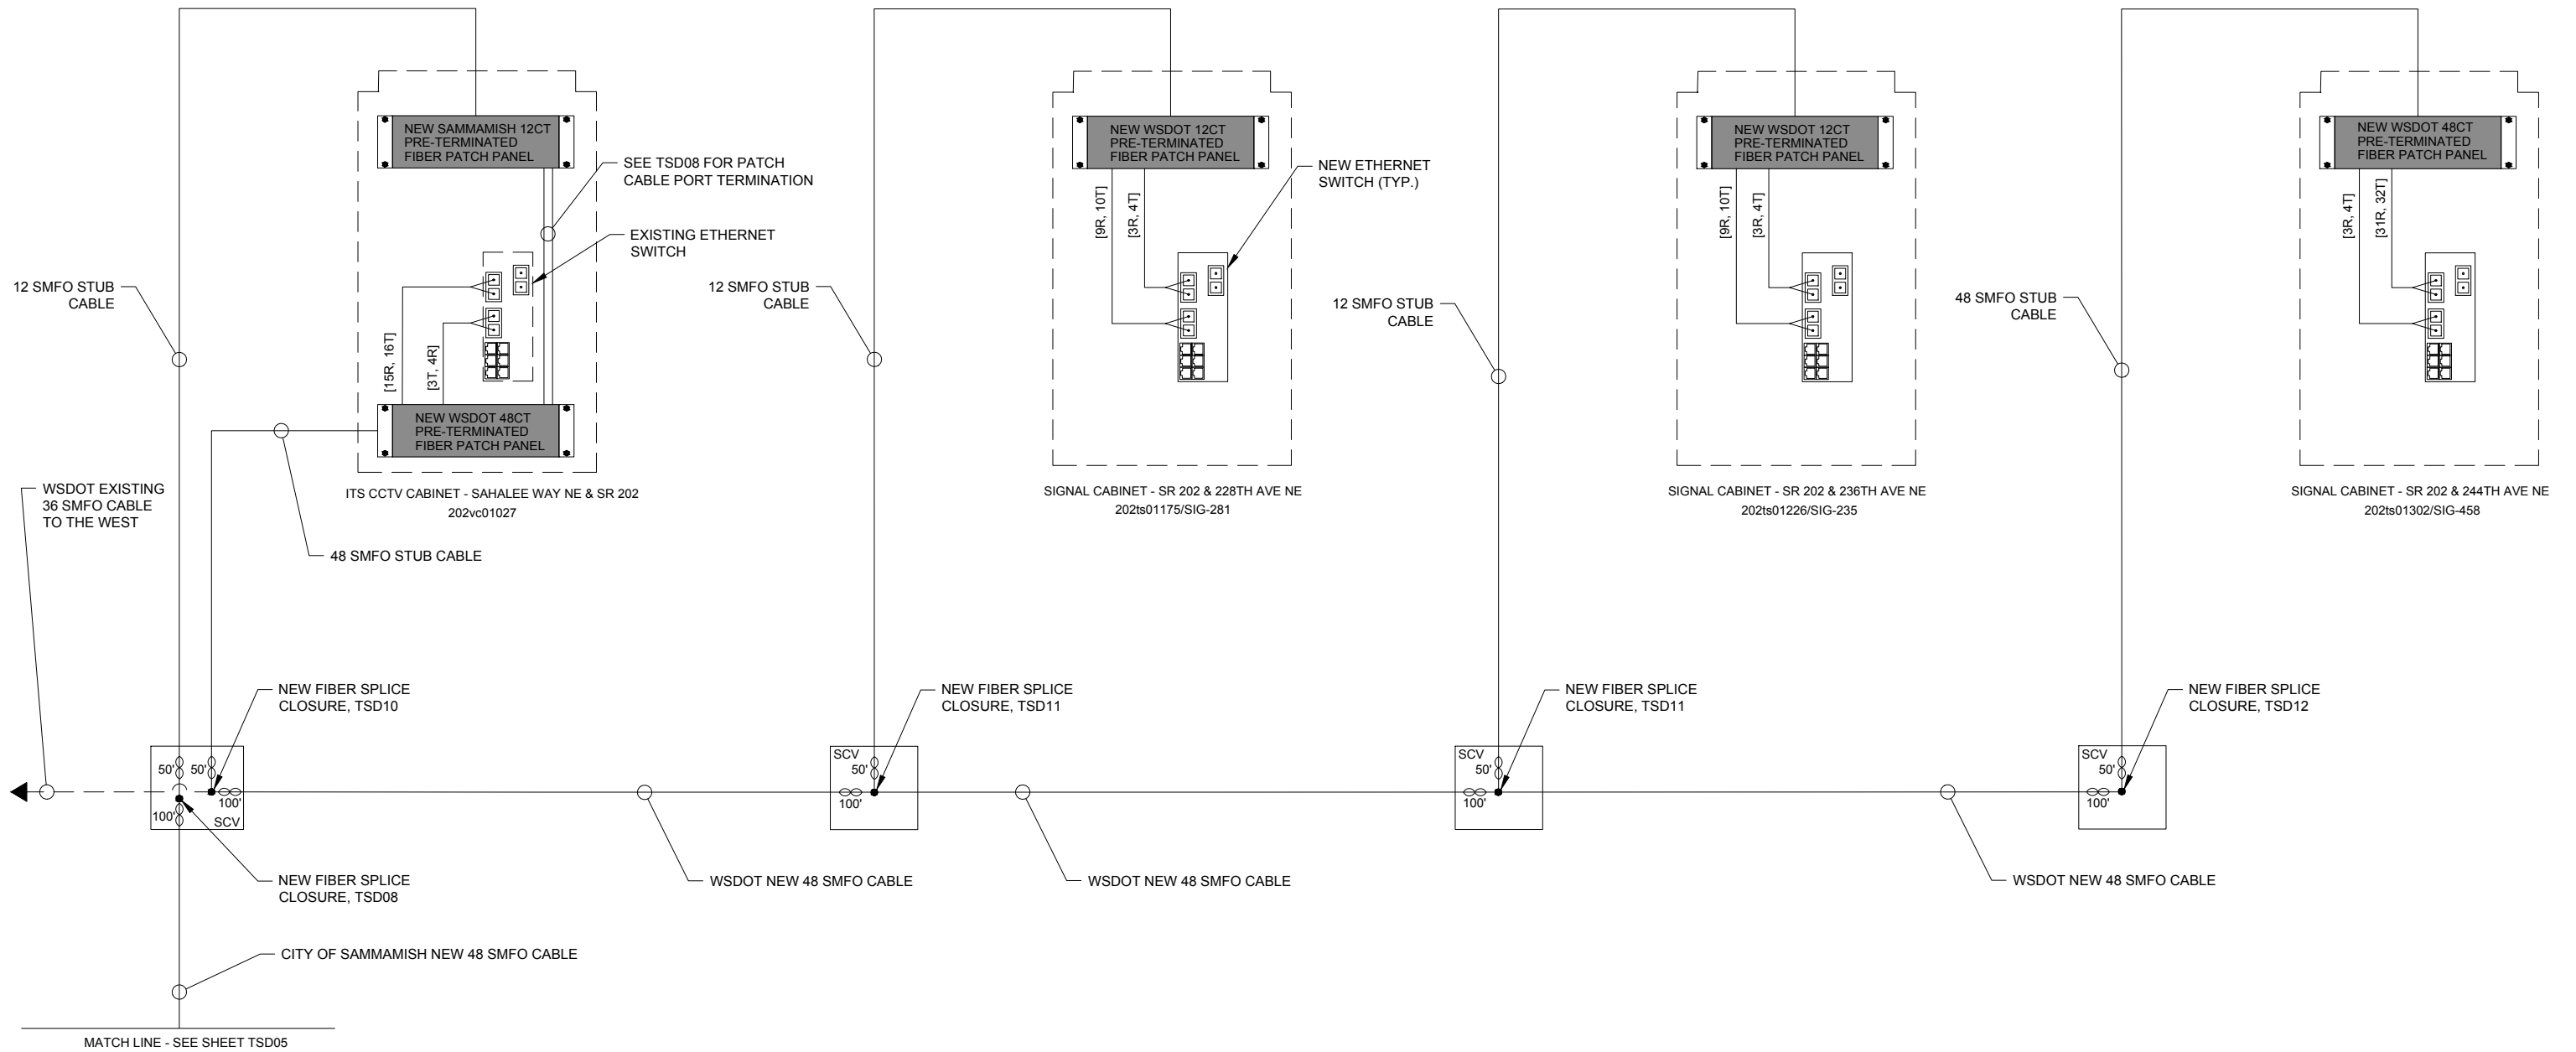 NEW SAMMAMISH 12CT
PRE-TERMINATED
FIBER PATCH PANEL
SEE TSD08 FOR PATCH
CABLE PORT TERMINATION
EXISTING ETHERNET
SWITCH
12 SMFO STUB
CABLE
[15R, 16T]
[3T, 4R]
NEW WSDOT 48CT
PRE-TERMINATED
FIBER PATCH PANEL
ITS CCTV CABINET - SAHALEE WAY NE & SR 202
202vc01027
WSDOT EXISTING
36 SMFO CABLE
TO THE WEST
48 SMFO STUB CABLE
NEW WSDOT 12CT
PRE-TERMINATED
FIBER PATCH PANEL
[9R, 10T]
[3R, 4T]
NEW ETHERNET
SWITCH (TYP.)
12 SMFO STUB
CABLE
SIGNAL CABINET - SR 202 & 228TH AVE NE
202ts01175/SIG-281
NEW WSDOT 12CT
PRE-TERMINATED
FIBER PATCH PANEL
[9R, 10T]
[3R, 4T]
12 SMFO STUB
CABLE
SIGNAL CABINET - SR 202 & 236TH AVE NE
202ts01226/SIG-235
NEW WSDOT 48CT
PRE-TERMINATED
FIBER PATCH PANEL
[3R, 4T]
[31R, 32T]
48 SMFO STUB
CABLE
SIGNAL CABINET - SR 202 & 244TH AVE NE
202ts01302/SIG-458
NEW FIBER SPLICE
CLOSURE, TSD10
50'
50'
100'
100'
SCV
NEW FIBER SPLICE
CLOSURE, TSD08
NEW FIBER SPLICE
CLOSURE, TSD11
SCV
50'
100'
WSDOT NEW 48 SMFO CABLE
NEW FIBER SPLICE
CLOSURE, TSD11
SCV
50'
100'
WSDOT NEW 48 SMFO CABLE
NEW FIBER SPLICE
CLOSURE, TSD12
SCV
50'
100'
WSDOT NEW 48 SMFO CABLE
CITY OF SAMMAMISH NEW 48 SMFO CABLE
MATCH LINE - SEE SHEET TSD05